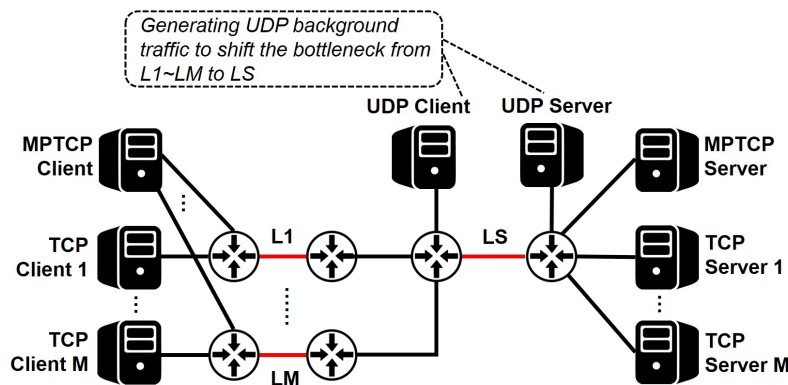 Generating UDP background
traffic to shift the bottleneck from
L1~LM to LS
UDP Client
UDP Server
MPTCP
Client
MPTCP
Server
L1
LS
TCP
Client 1
TCP
Server 1
TCP
Client M
LM
TCP
Server M